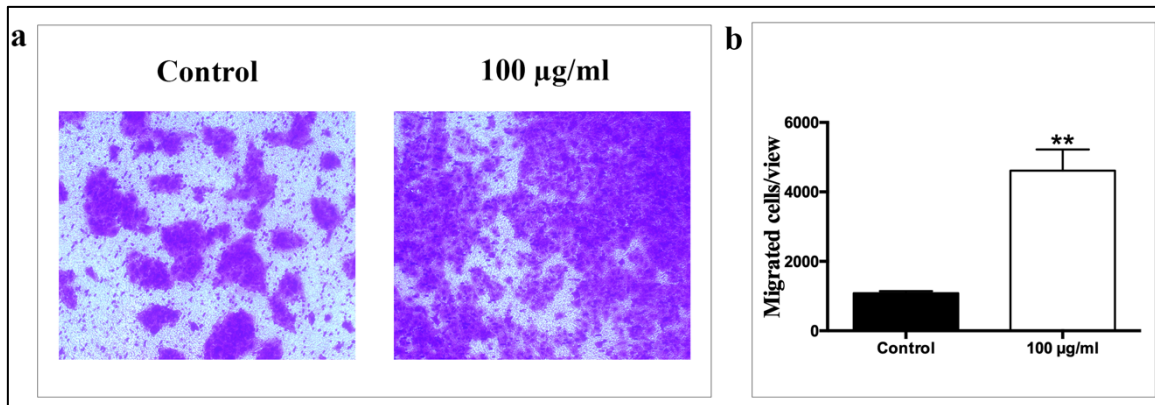 a
Control
100 µg/ml
b
Migrated cells/view
6000
4000
2000
0
**
Control
100 µg/ml